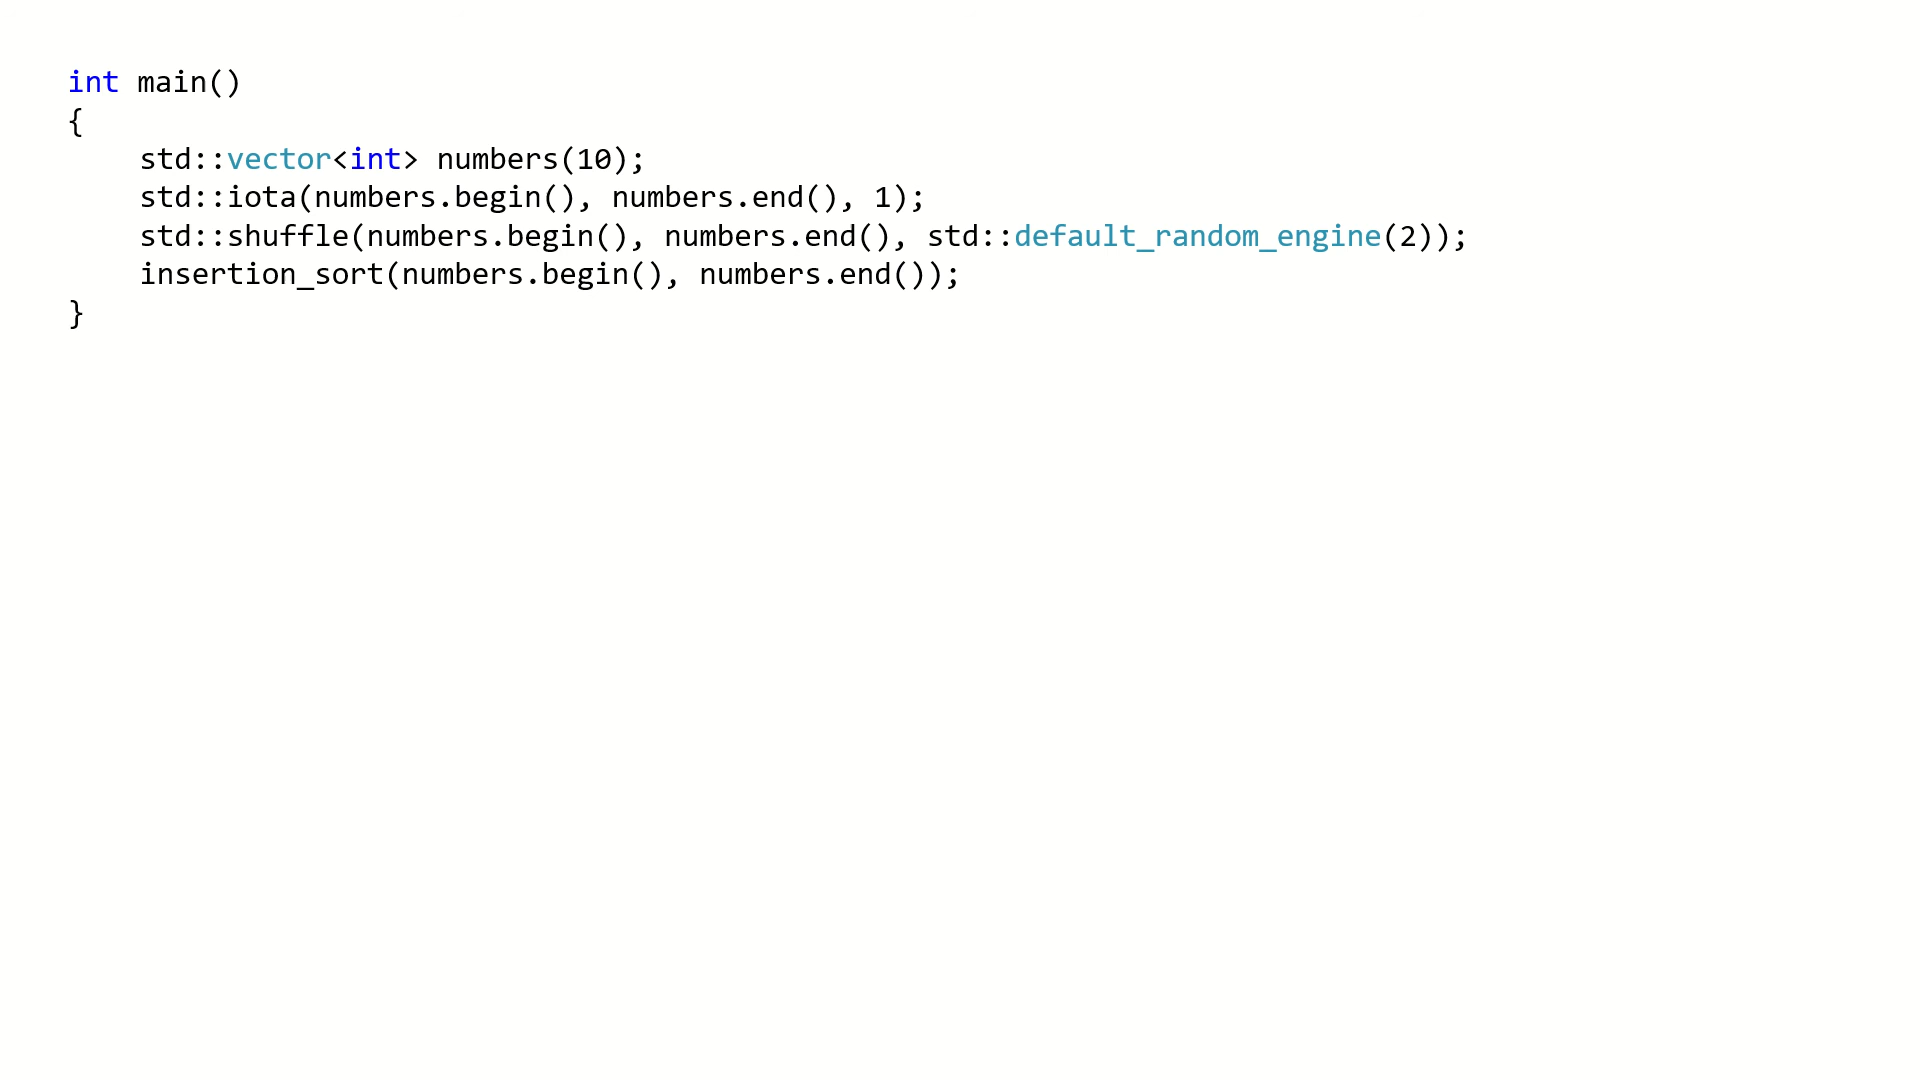 int main()
{
    std::vector<int> numbers(10);
    std::iota(numbers.begin(), numbers.end(), 1);
    std::shuffle(numbers.begin(), numbers.end(), std::default_random_engine(2));
    insertion_sort(numbers.begin(), numbers.end());
}